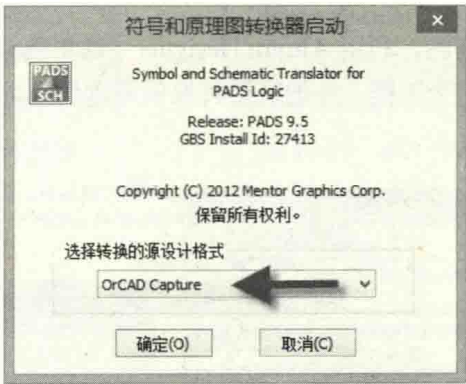 符号和原理图转换器启动
PADS
SCH
Symbol and Schematic Translator for
PADS Logic
Release: PADS 9.5
GBS Install Id: 27413
Copyright (C) 2012 Mentor Graphics Corp.
保留所有权利。
选择转换的源设计格式
OrCAD Capture
确定(O)
取消(C)